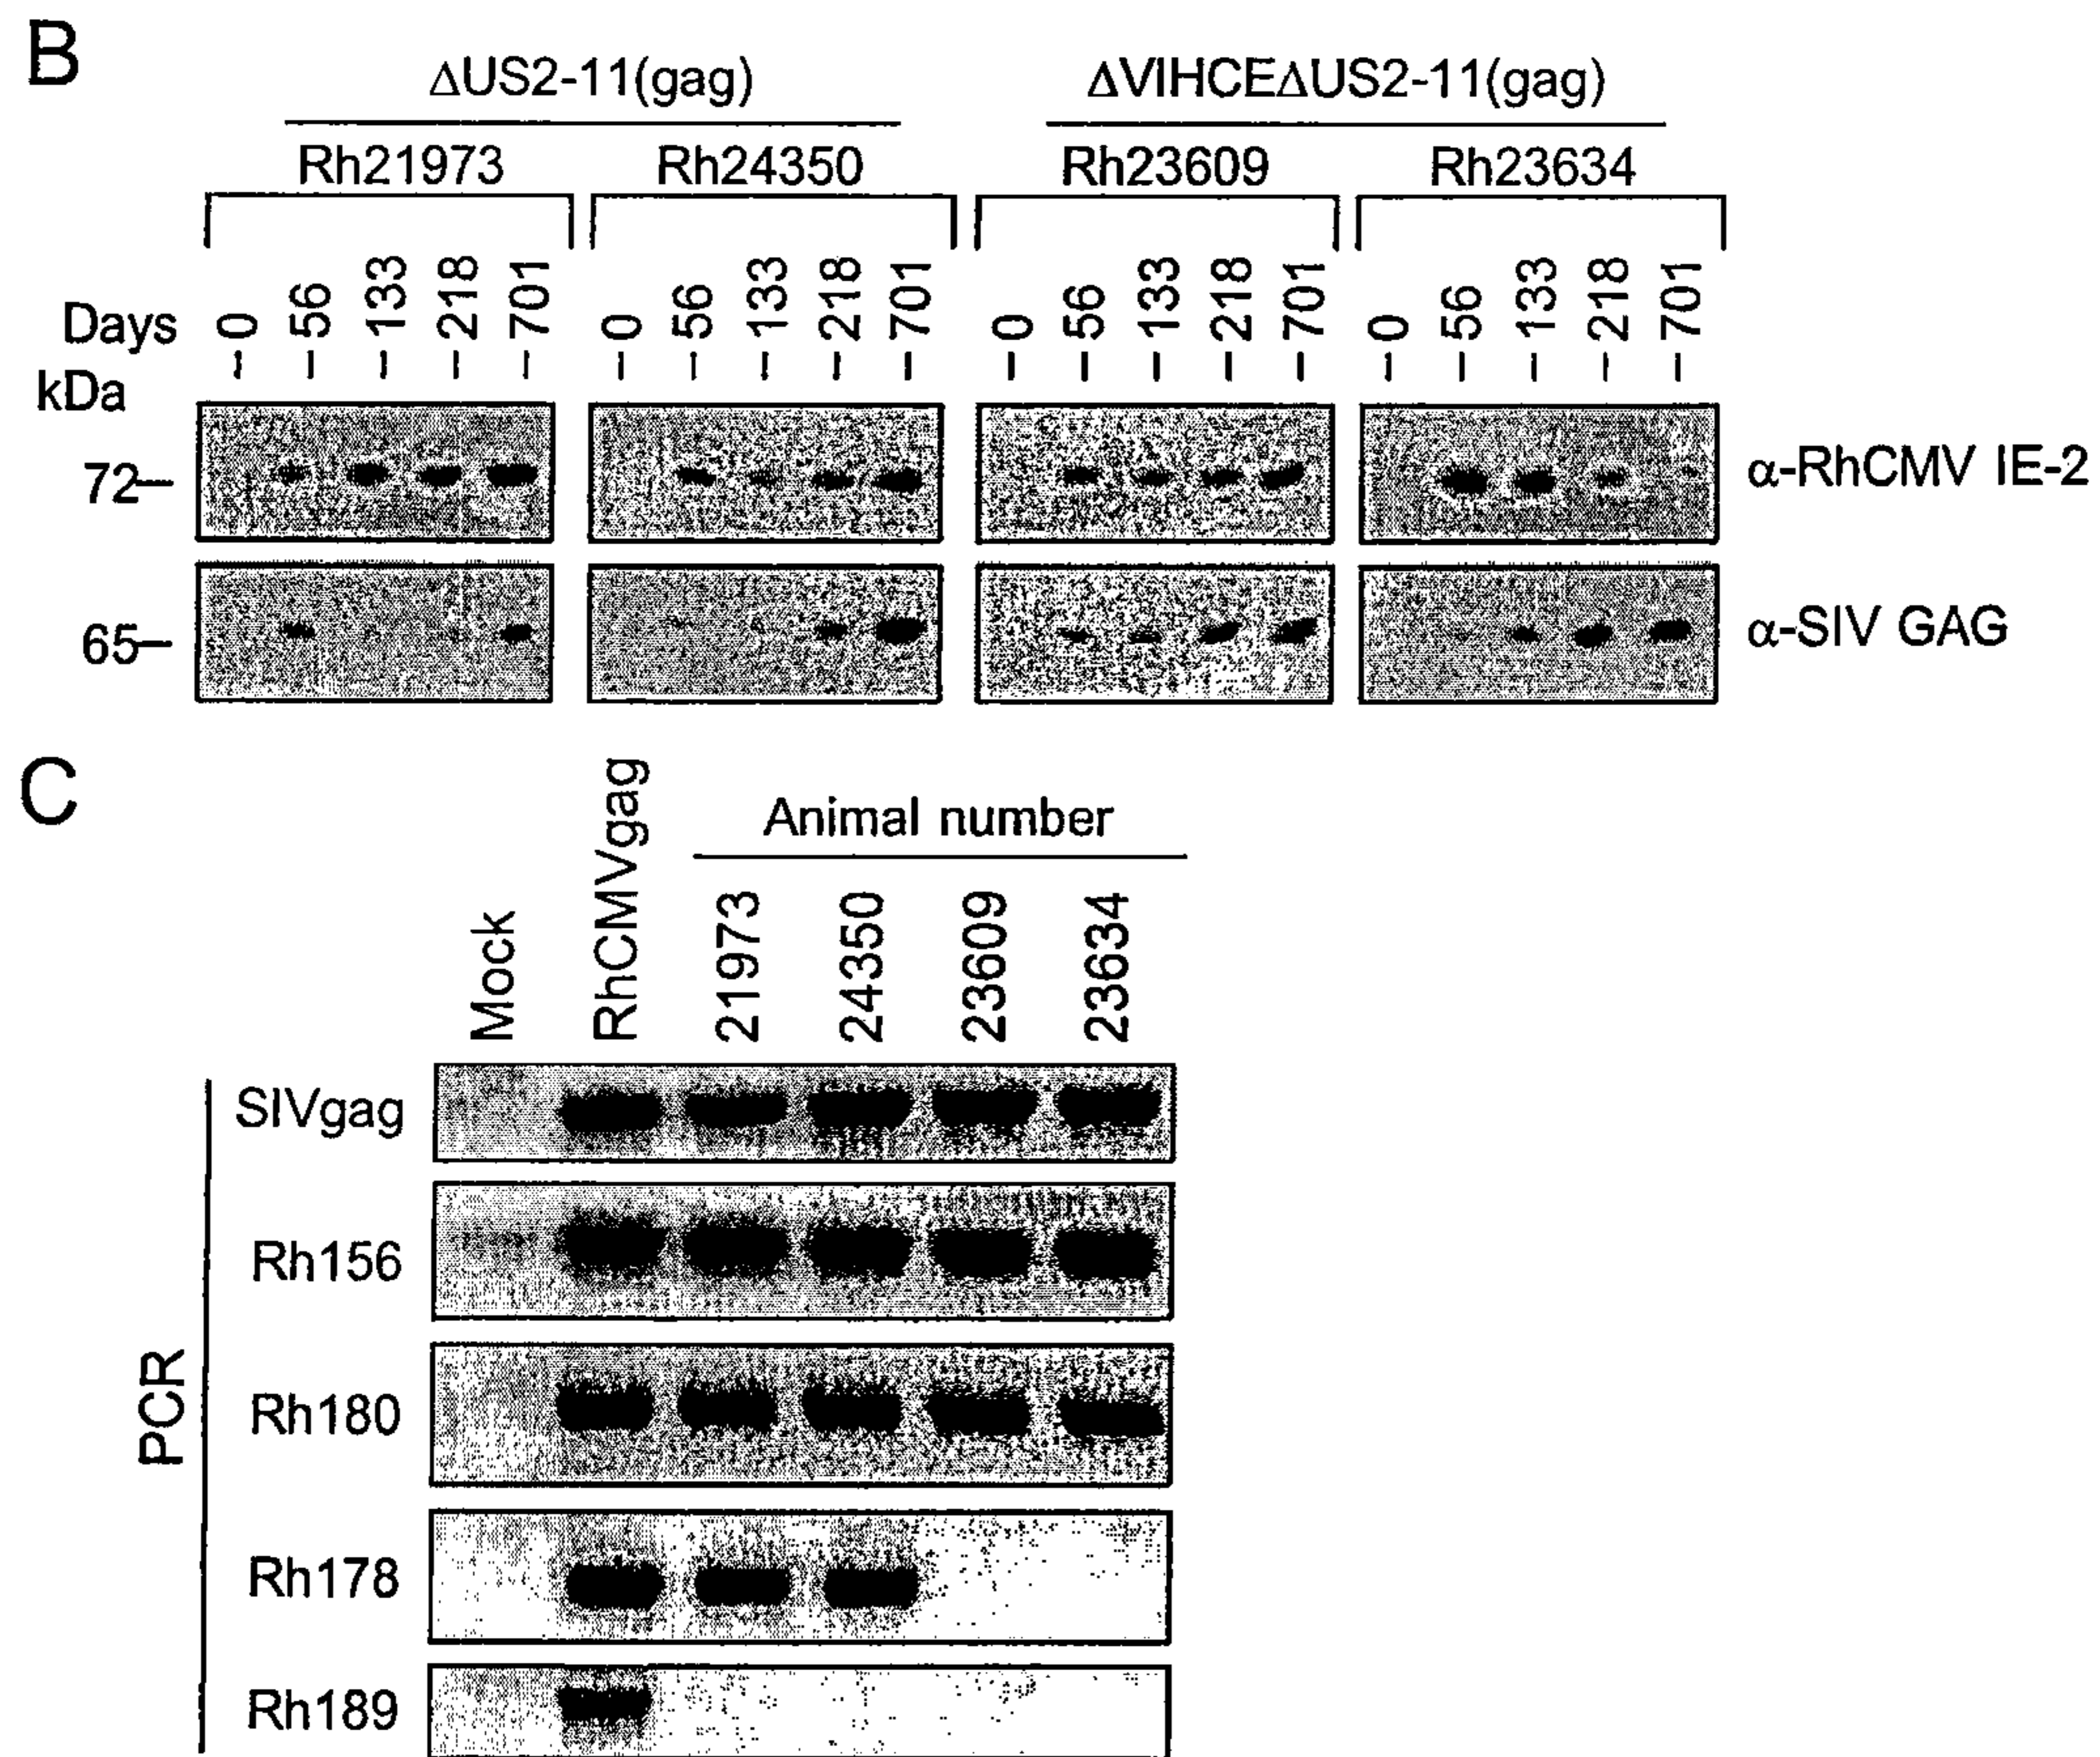 B
ΔUS2-11(gag) ΔVIHCEΔUS2-11(gag)
Rh21973 Rh24350 Rh23609 Rh23634
Days 0 56 133 218 701 0 56 133 218 701 0 56 133 218 701 0 56 133 218 701
kDa
72 α-RhCMV IE-2
65 α-SIV GAG
C
Animal number
Mock RhCMVgag 21973 24350 23609 23634
SIVgag
Rh156
Rh180
PCR
Rh178
Rh189